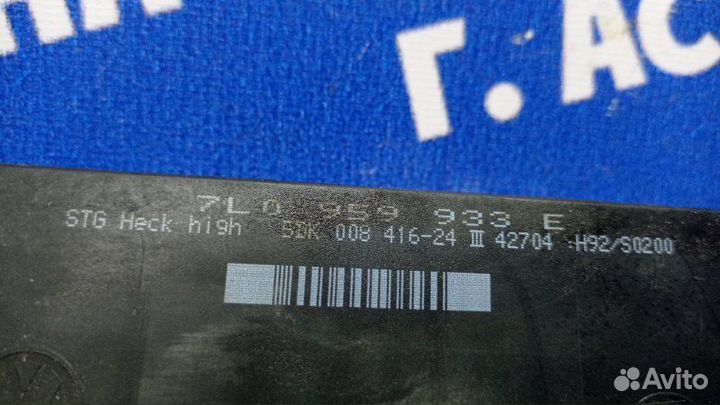 Г. АС
7L0 959 933 E
STG Heck high 5DK 008 416-24 III 42704 H92/S0200
Avito